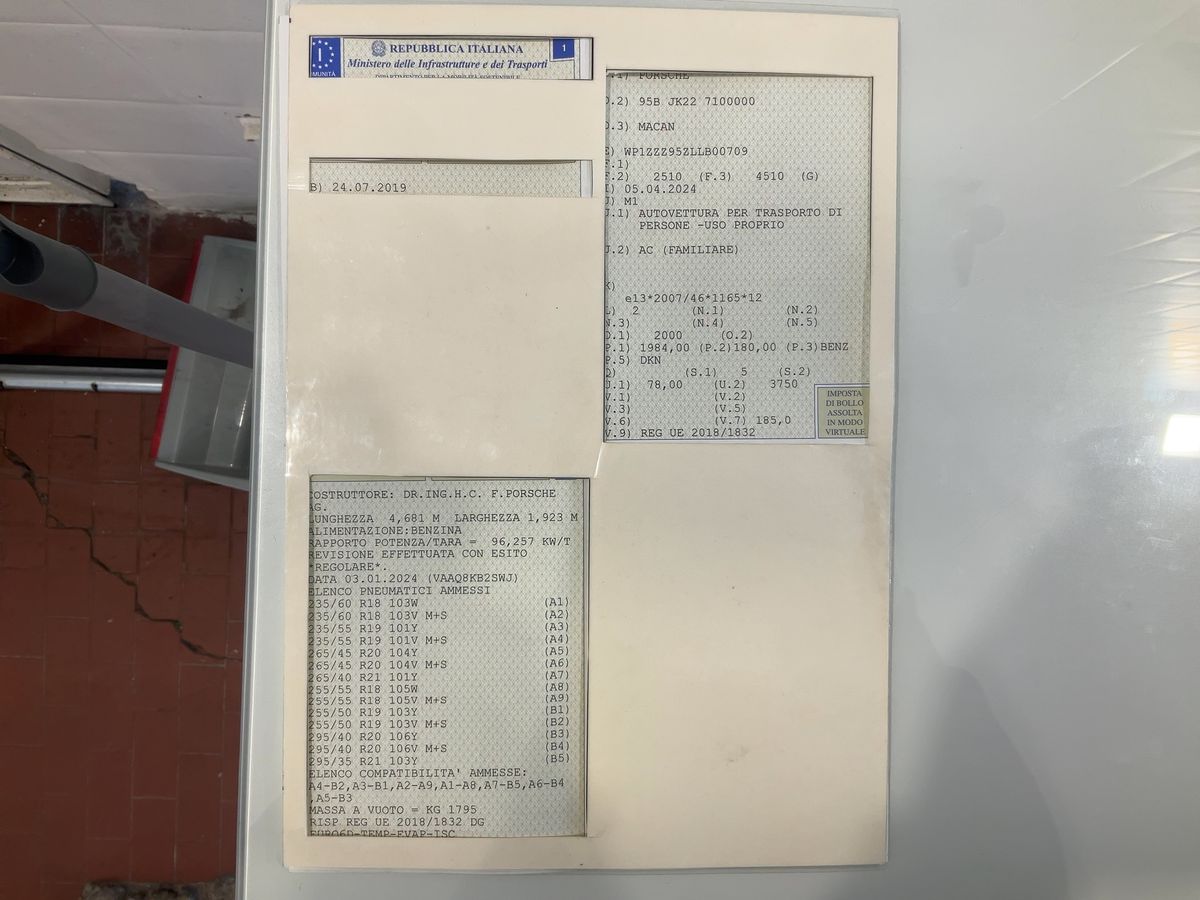 I
MUNITÀ
REPUBBLICA ITALIANA
1
Ministero delle Infrastrutture e dei Trasporti
DIPARTIMENTO PER LA MOBILITÀ SOSTENIBILE
B) 24.07.2019
.1) PORSCHE
D.2) 95B JK22 7100000
D.3) MACAN
E) WP1ZZZ95ZLLB00709
F.1)
F.2) 2510 (F.3) 4510 (G)
I) 05.04.2024
J) M1
J.1) AUTOVETTURA PER TRASPORTO DI
PERSONE -USO PROPRIO
J.2) AC (FAMILIARE)
K)
e13*2007/46*1165*12
L) 2 (N.1) (N.2)
N.3) (N.4) (N.5)
O.1) 2000 (O.2)
P.1) 1984,00 (P.2)180,00 (P.3)BENZ
P.5) DKN
Q) (S.1) 5 (S.2)
U.1) 78,00 (U.2) 3750
V.1) (V.2)
V.3) (V.5)
V.6) (V.7) 185,0
V.9) REG UE 2018/1832
IMPOSTA
DI BOLLO
ASSOLTA
IN MODO
VIRTUALE
COSTRUTTORE: DR.ING.H.C. F.PORSCHE
AG.
LUNGHEZZA 4,681 M LARGHEZZA 1,923 M
ALIMENTAZIONE:BENZINA
RAPPORTO POTENZA/TARA = 96,257 KW/T
REVISIONE EFFETTUATA CON ESITO
*REGOLARE*.
DATA 03.01.2024 (VAAQ8KB2SWJ)
ELENCO PNEUMATICI AMMESSI
235/60 R18 103W (A1)
235/60 R18 103V M+S (A2)
235/55 R19 101Y (A3)
235/55 R19 101V M+S (A4)
265/45 R20 104Y (A5)
265/45 R20 104V M+S (A6)
265/40 R21 101Y (A7)
255/55 R18 105W (A8)
255/55 R18 105V M+S (A9)
255/50 R19 103Y (B1)
255/50 R19 103V M+S (B2)
295/40 R20 106Y (B3)
295/40 R20 106V M+S (B4)
295/35 R21 103Y (B5)
ELENCO COMPATIBILITA' AMMESSE:
A4-B2,A3-B1,A2-A9,A1-A8,A7-B5,A6-B4
,A5-B3
MASSA A VUOTO = KG 1795
RISP REG UE 2018/1832 DG
EURO6D-TEMP-EVAP-ISC